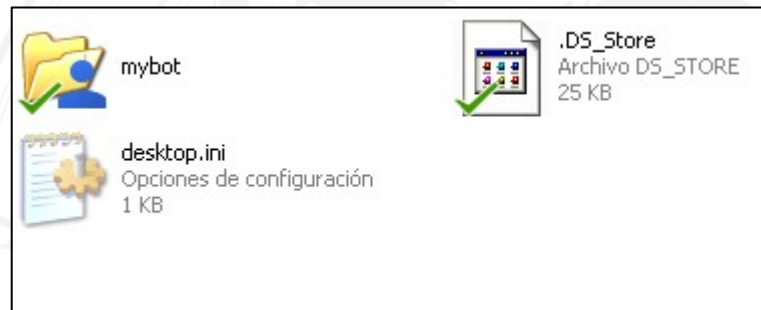 mybot
.DS_Store
Archivo DS_STORE
25 KB
desktop.ini
Opciones de configuración
1 KB